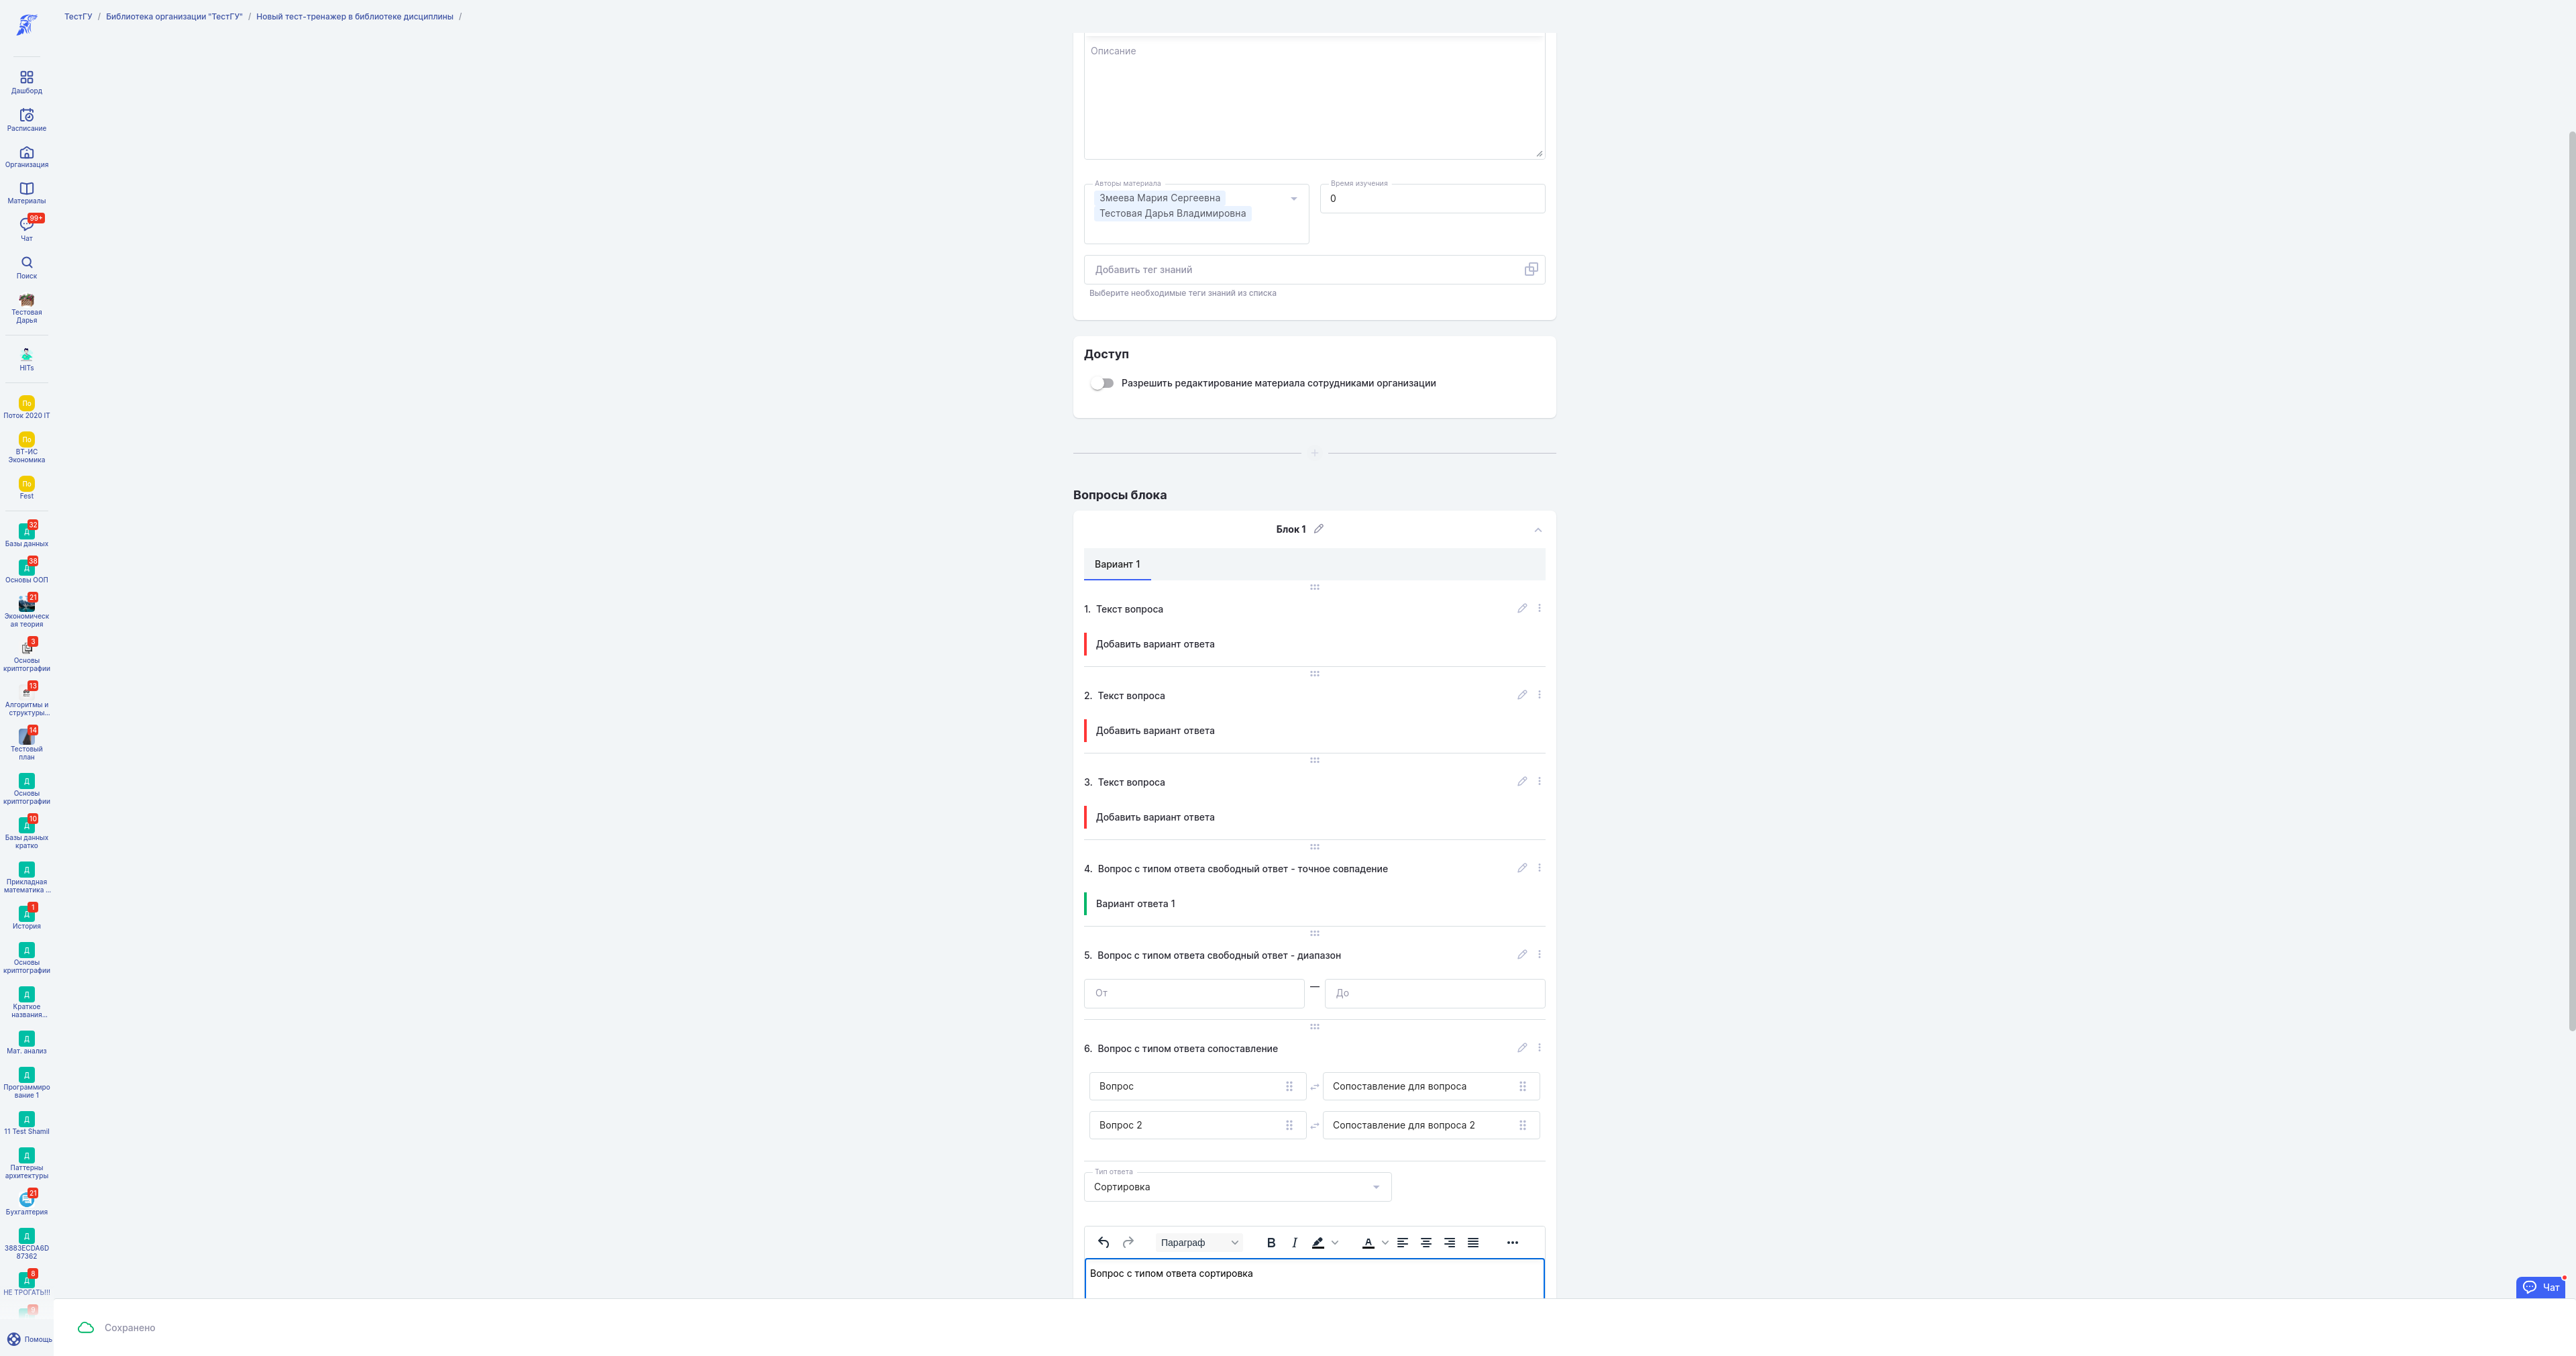 ТестГУ / Библиотека организации "ТестГУ" / Новый тест-тренажер в библиотеке дисциплины /
Дашборд
Расписание
Организация
Материалы
99+
Чат
Поиск
Тестовая
Дарья
HITs
По
Поток 2020 IT
По
ВТ-ИС
Экономика
По
Fest
32
Д
Базы данных
38
Д
Основы ООП
21
Экономическ
ая теория
3
Основы
криптографии
13
Алгоритмы и
структуры...
14
Тестовый
план
Д
Основы
криптографии
10
Д
Базы данных
кратко
Д
Прикладная
математика ...
1
Д
История
Д
Основы
криптографии
Д
Краткое
названия...
Д
Мат. анализ
Д
Программиро
вание 1
Д
11 Test Shamil
Д
Паттерны
архитектуры
21
Бухгалтерия
Д
3883ECDA6D
87362
8
Д
НЕ ТРОГАТЬ!!!
Помощь
Описание
Авторы материала
Змеева Мария Сергеевна
Тестовая Дарья Владимировна
Время изучения
0
Добавить тег знаний
Выберите необходимые теги знаний из списка
Доступ
Разрешить редактирование материала сотрудниками организации
Вопросы блока
Блок 1
Вариант 1
1. Текст вопроса
Добавить вариант ответа
2. Текст вопроса
Добавить вариант ответа
3. Текст вопроса
Добавить вариант ответа
4. Вопрос с типом ответа свободный ответ - точное совпадение
Вариант ответа 1
5. Вопрос с типом ответа свободный ответ - диапазон
От — До
6. Вопрос с типом ответа сопоставление
Вопрос Сопоставление для вопроса
Вопрос 2 Сопоставление для вопроса 2
Тип ответа
Сортировка
Параграф B I A
Вопрос с типом ответа сортировка
Чат
Сохранено